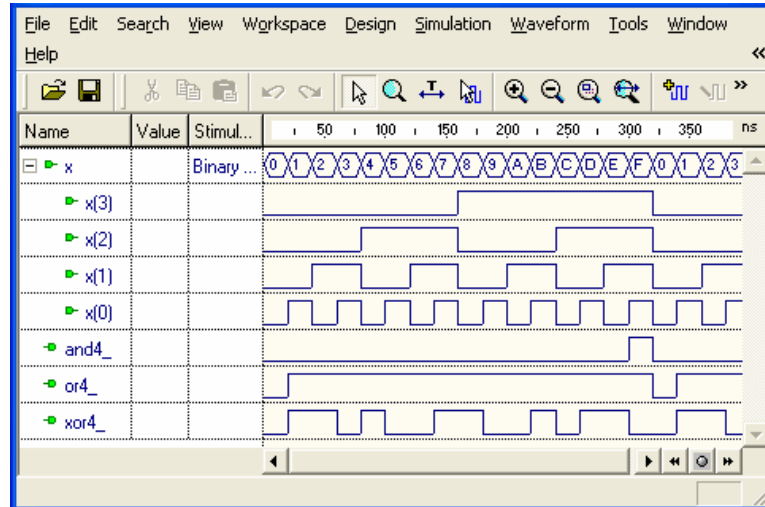 File Edit Search View Workspace Design Simulation Waveform Tools Window
Help
Name Value Stimul... 50 100 150 200 250 300 350 ns
x Binary ... 0 1 2 3 4 5 6 7 8 9 A B C D E F 0 1 2 3
x(3)
x(2)
x(1)
x(0)
and4_
or4_
xor4_